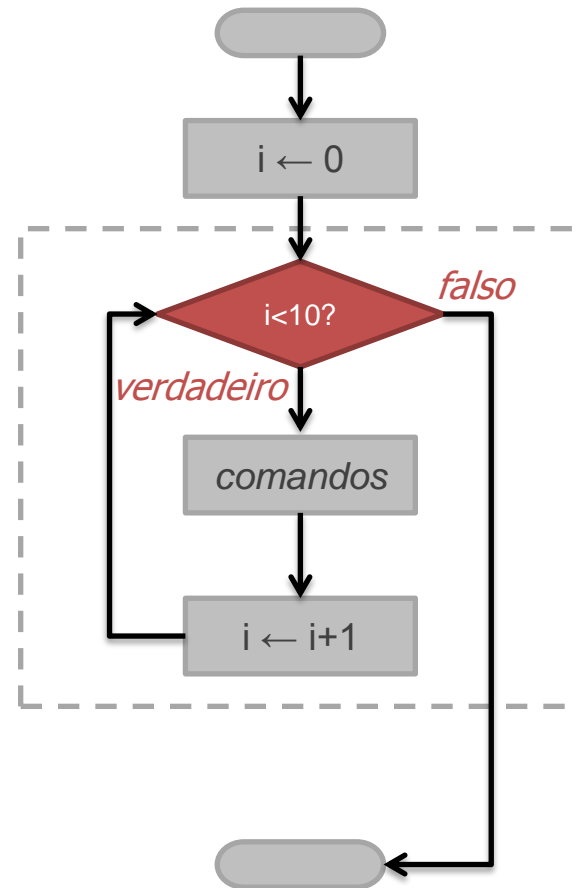 i ← 0
i<10?
falso
verdadeiro
comandos
i ← i+1